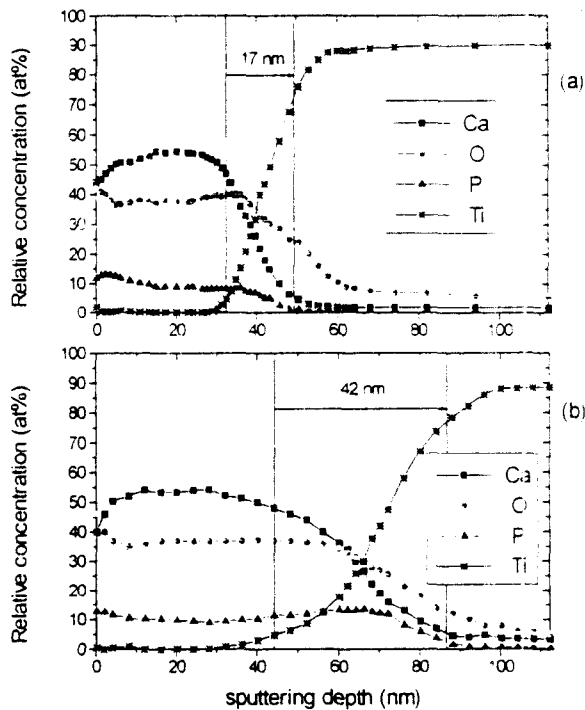 100
90
80
70
60
50
40
30
20
10
0
Relative concentration (at%)
17 nm
(a)
Ca
O
P
Ti
0 20 40 60 80 100
100
90
80
70
60
50
40
30
20
10
0
Relative concentration (at%)
42 nm
(b)
Ca
O
P
Ti
0 20 40 60 80 100
sputtering depth (nm)